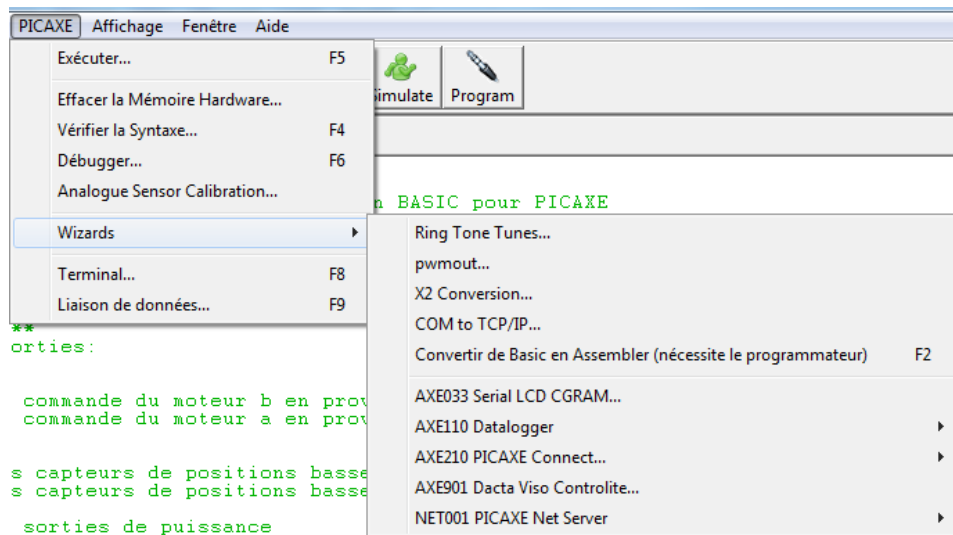 PICAXE Affichage Fenêtre Aide
Exécuter... F5
Effacer la Mémoire Hardware...
Vérifier la Syntaxe... F4
Débugger... F6
Analogue Sensor Calibration...
Wizards
Terminal... F8
Liaison de données... F9
Simulate Program
n BASIC pour PICAXE
Ring Tone Tunes...
pwmout...
X2 Conversion...
COM to TCP/IP...
Convertir de Basic en Assembler (nécessite le programmateur) F2
AXE033 Serial LCD CGRAM...
AXE110 Datalogger
AXE210 PICAXE Connect...
AXE901 Dacta Viso Controlite...
NET001 PICAXE Net Server
**
orties:
commande du moteur b en prov
commande du moteur a en prov
s capteurs de positions basse
s capteurs de positions basse
sorties de puissance